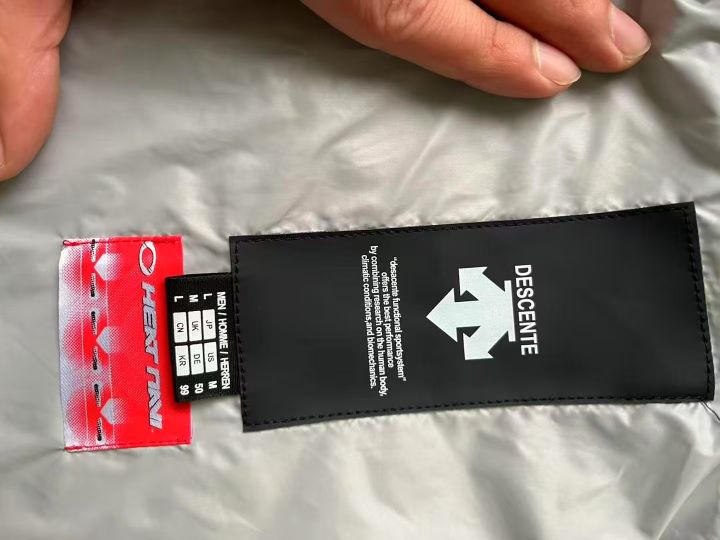 DESCENTE
"desacente functional sportsystem"
offers the best performance
by combining research on the human body,
climatic conditions,and biomechanics.
MEN / HOMME / HERREN
L JP US M
M UK DE 50
L CN KR 99
HEAT NAVI